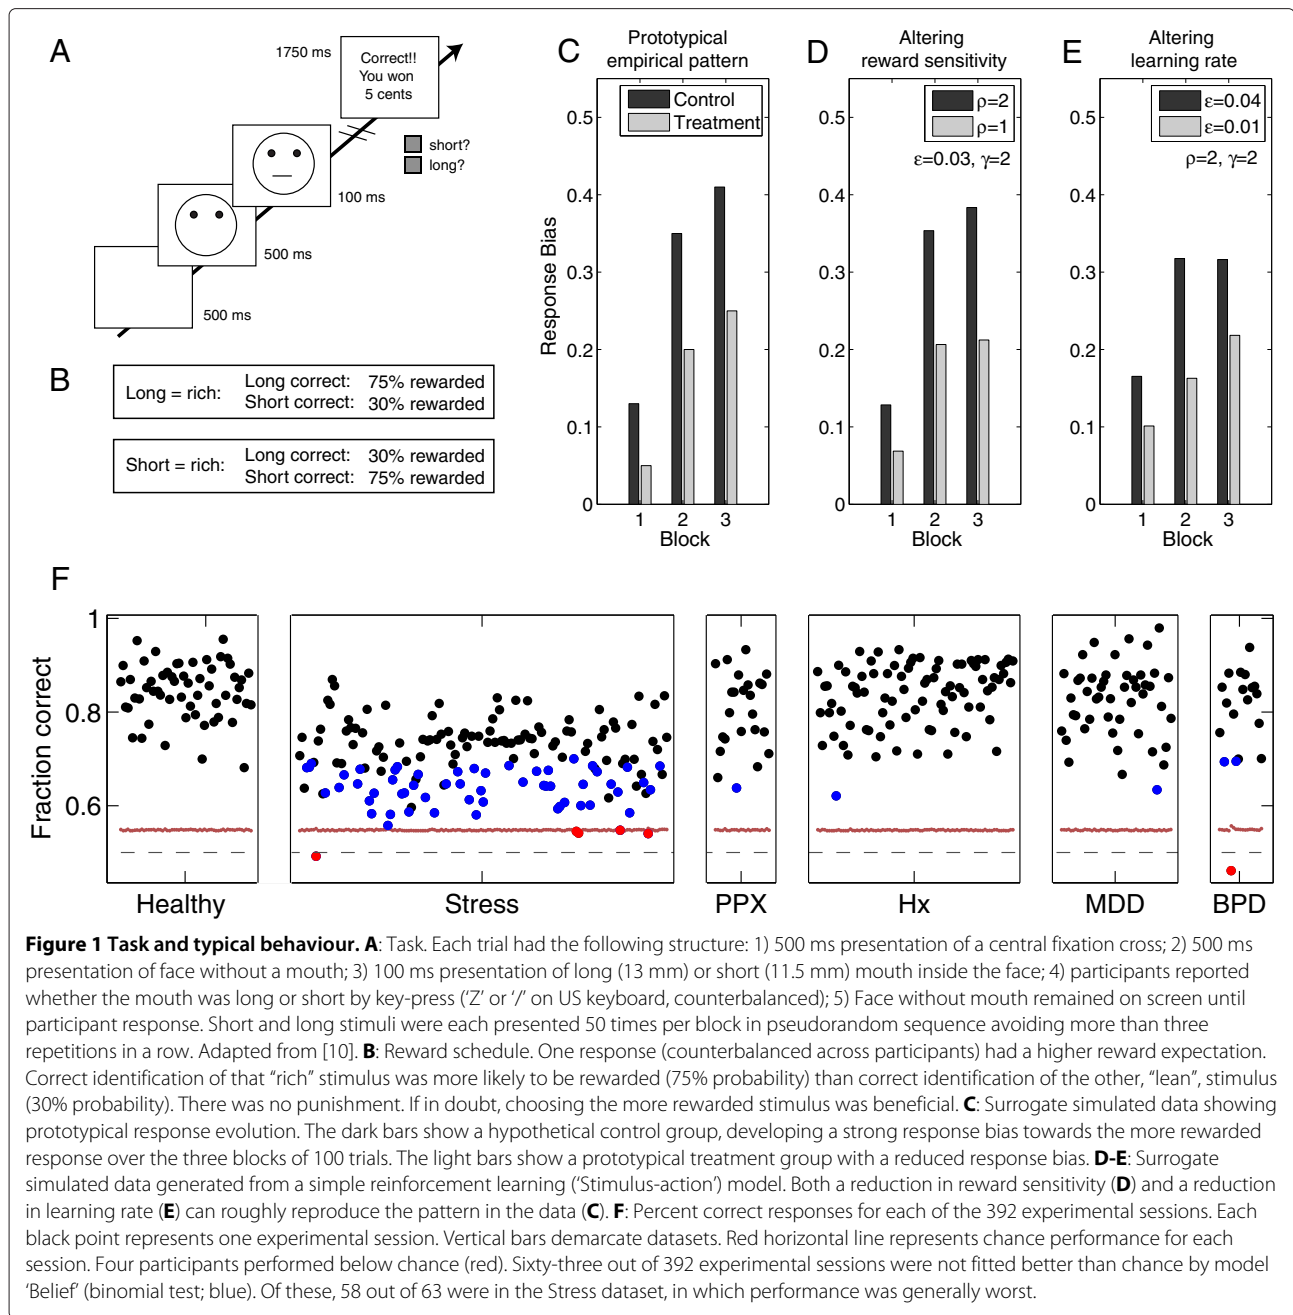 A
1750 ms
Correct!!
You won
5 cents
short?
long?
100 ms
500 ms
500 ms
B
Long = rich: Long correct: 75% rewarded
Short correct: 30% rewarded
Short = rich: Long correct: 30% rewarded
Short correct: 75% rewarded
C
Prototypical
empirical pattern
Control
Treatment
Response Bias
0.5
0.4
0.3
0.2
0.1
0
1 2 3
Block
D
Altering
reward sensitivity
ρ=2
ρ=1
ε=0.03, γ=2
0.5
0.4
0.3
0.2
0.1
0
1 2 3
Block
E
Altering
learning rate
ε=0.04
ε=0.01
ρ=2, γ=2
0.5
0.4
0.3
0.2
0.1
0
1 2 3
Block
F
Fraction correct
1
0.8
0.6
Healthy Stress PPX Hx MDD BPD
Figure 1 Task and typical behaviour. A: Task. Each trial had the following structure: 1) 500 ms presentation of a central fixation cross; 2) 500 ms
presentation of face without a mouth; 3) 100 ms presentation of long (13 mm) or short (11.5 mm) mouth inside the face; 4) participants reported
whether the mouth was long or short by key-press (‘Z’ or ‘/’ on US keyboard, counterbalanced); 5) Face without mouth remained on screen until
participant response. Short and long stimuli were each presented 50 times per block in pseudorandom sequence avoiding more than three
repetitions in a row. Adapted from [10]. B: Reward schedule. One response (counterbalanced across participants) had a higher reward expectation.
Correct identification of that “rich” stimulus was more likely to be rewarded (75% probability) than correct identification of the other, “lean”, stimulus
(30% probability). There was no punishment. If in doubt, choosing the more rewarded stimulus was beneficial. C: Surrogate simulated data showing
prototypical response evolution. The dark bars show a hypothetical control group, developing a strong response bias towards the more rewarded
response over the three blocks of 100 trials. The light bars show a prototypical treatment group with a reduced response bias. D-E: Surrogate
simulated data generated from a simple reinforcement learning (‘Stimulus-action’) model. Both a reduction in reward sensitivity (D) and a reduction
in learning rate (E) can roughly reproduce the pattern in the data (C). F: Percent correct responses for each of the 392 experimental sessions. Each
black point represents one experimental session. Vertical bars demarcate datasets. Red horizontal line represents chance performance for each
session. Four participants performed below chance (red). Sixty-three out of 392 experimental sessions were not fitted better than chance by model
‘Belief’ (binomial test; blue). Of these, 58 out of 63 were in the Stress dataset, in which performance was generally worst.